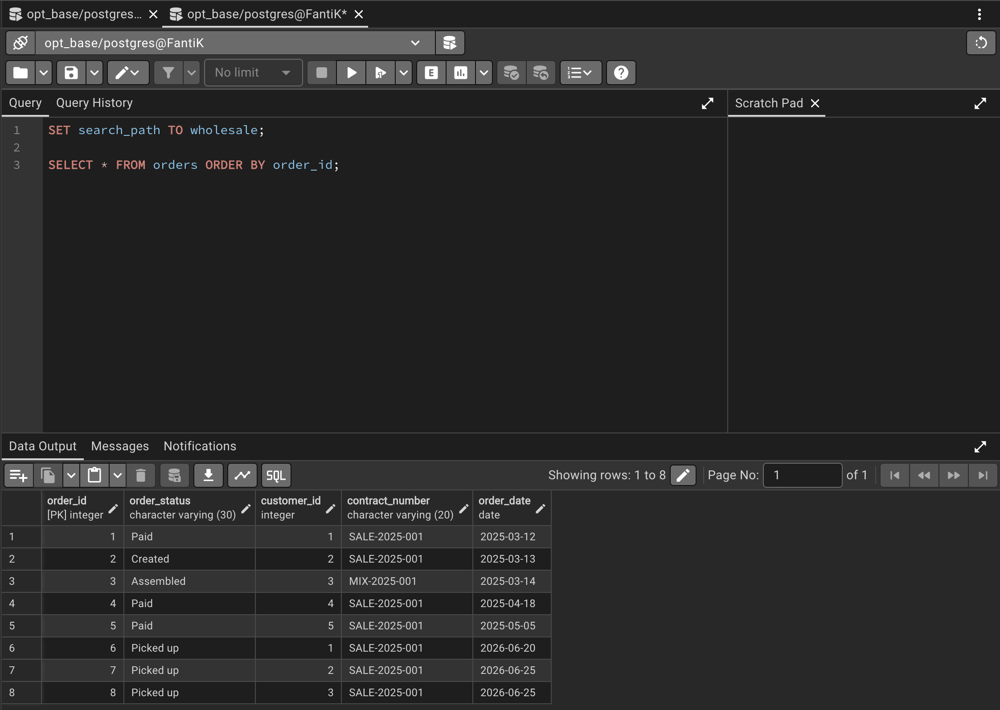 opt_base/postgres... opt_base/postgres@FantiK*
opt_base/postgres@FantiK
No limit E
Query Query History Scratch Pad
1 SET search_path TO wholesale;
2
3 SELECT * FROM orders ORDER BY order_id;
Data Output Messages Notifications
SQL Showing rows: 1 to 8 Page No: 1 of 1
order_id order_status customer_id contract_number order_date
[PK] integer character varying (30) integer character varying (20) date
1 1 Paid 1 SALE-2025-001 2025-03-12
2 2 Created 2 SALE-2025-001 2025-03-13
3 3 Assembled 3 MIX-2025-001 2025-03-14
4 4 Paid 4 SALE-2025-001 2025-04-18
5 5 Paid 5 SALE-2025-001 2025-05-05
6 6 Picked up 1 SALE-2025-001 2026-06-20
7 7 Picked up 2 SALE-2025-001 2026-06-25
8 8 Picked up 3 SALE-2025-001 2026-06-25